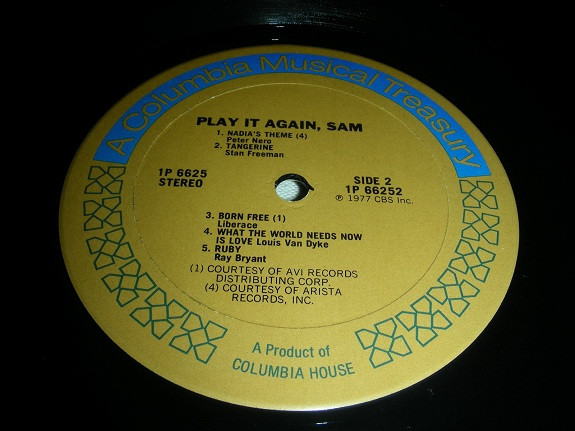 A Columbia Musical Treasury
PLAY IT AGAIN, SAM
1. NADIA'S THEME (4)
Peter Nero
2. TANGERINE
Stan Freeman
1P 6625
STEREO
SIDE 2
1P 66252
℗ 1977 CBS Inc.
3. BORN FREE (1)
Liberace
4. WHAT THE WORLD NEEDS NOW
IS LOVE Louis Van Dyke
5. RUBY
Ray Bryant
(1) COURTESY OF AVI RECORDS
DISTRIBUTING CORP.
(4) COURTESY OF ARISTA
RECORDS, INC.
A Product of
COLUMBIA HOUSE